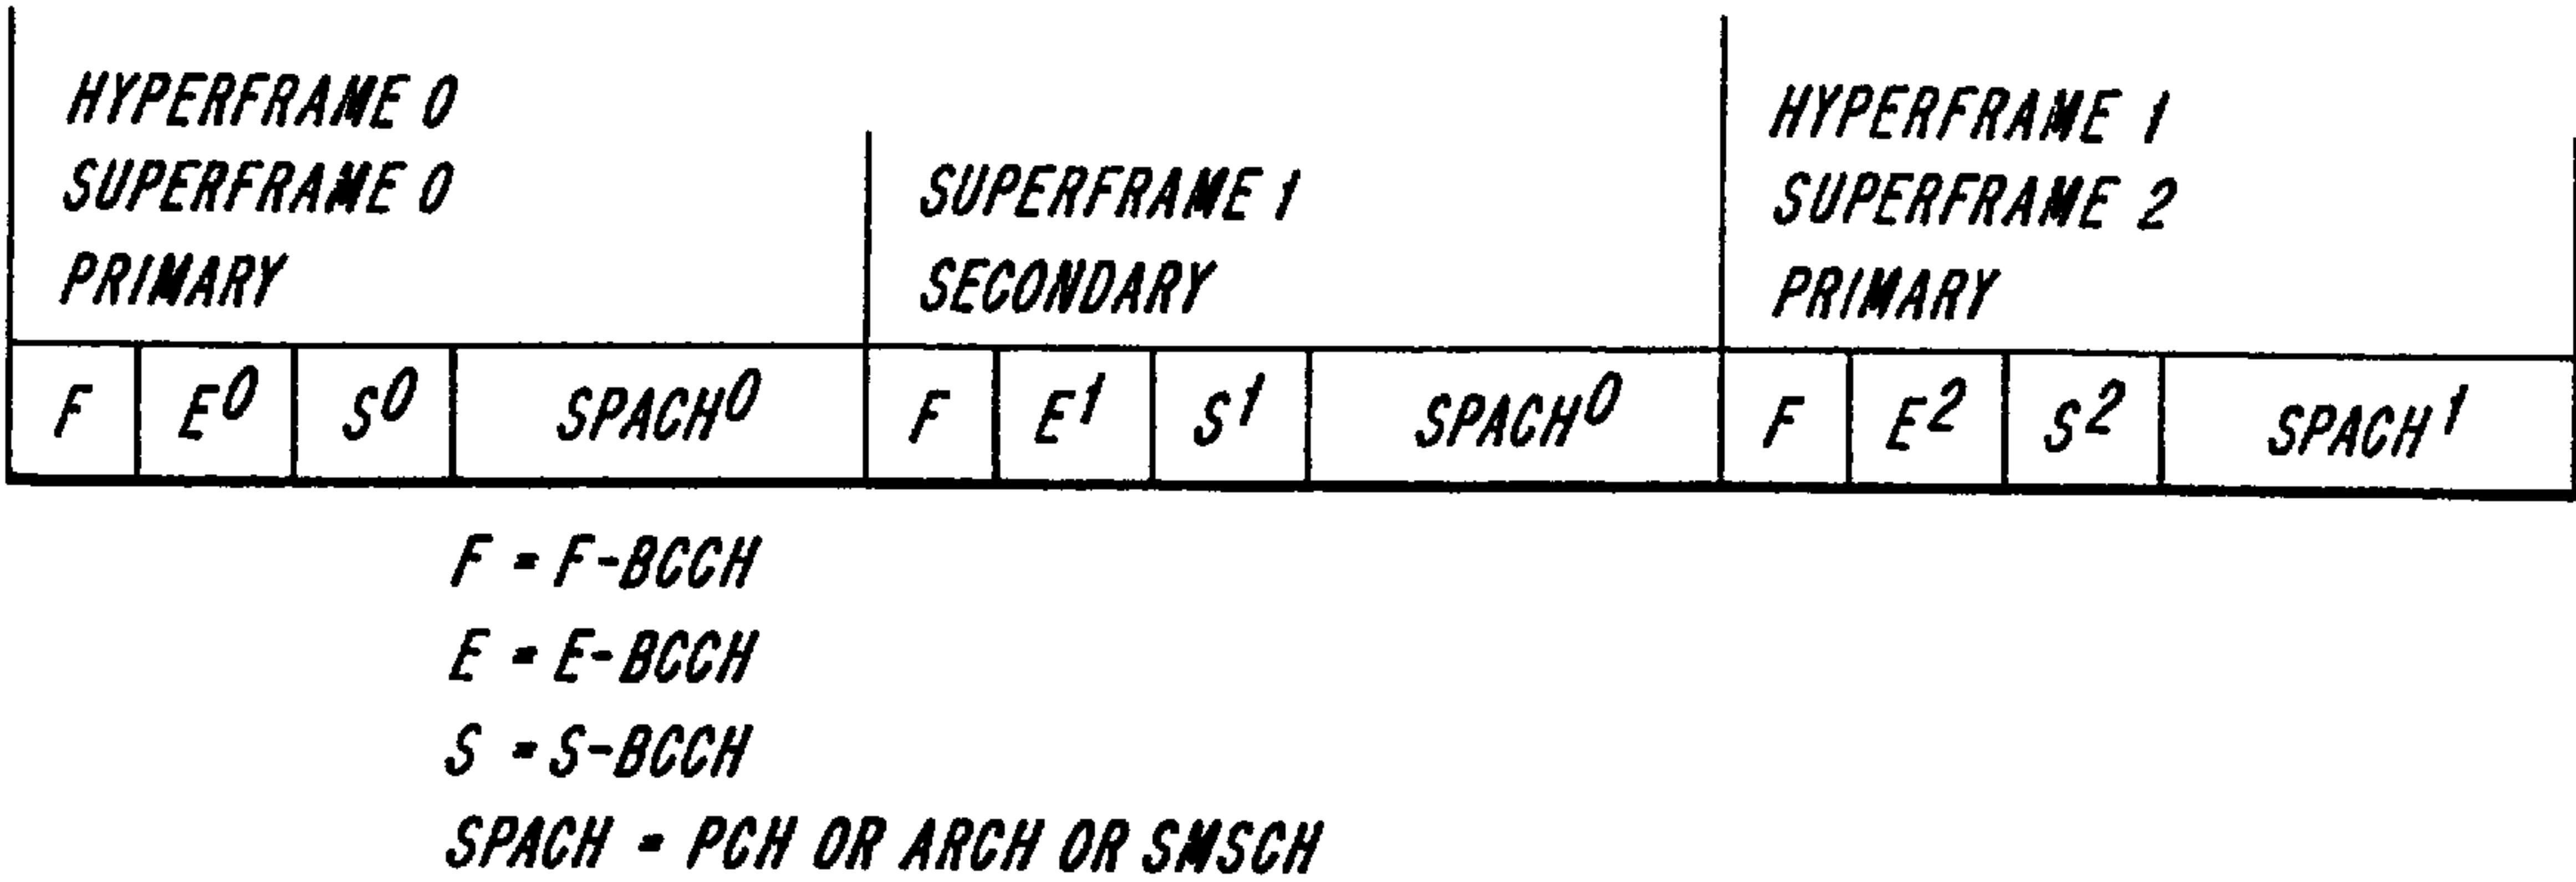 HYPERFRAME 0
SUPERFRAME 0
PRIMARY
SUPERFRAME 1
SECONDARY
HYPERFRAME 1
SUPERFRAME 2
PRIMARY
F E⁰ S⁰ SPACH⁰ F E¹ S¹ SPACH⁰ F E² S² SPACH¹
F = F-BCCH
E = E-BCCH
S = S-BCCH
SPACH = PCH OR ARCH OR SMSCH